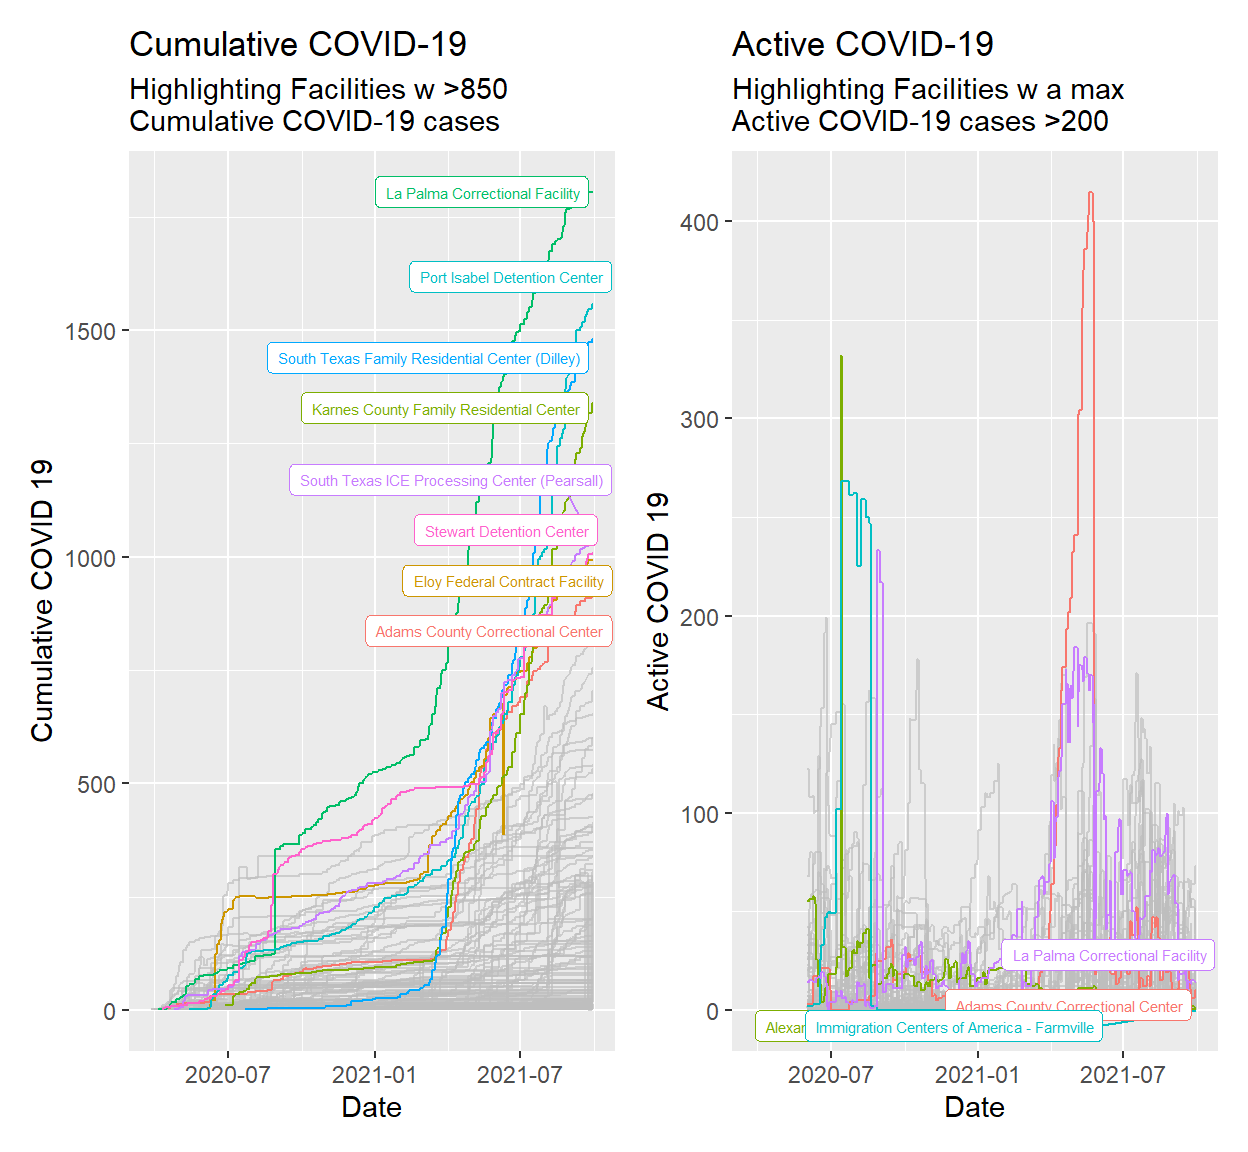 Cumulative COVID-19
Highlighting Facilities w >850
Cumulative COVID-19 cases
La Palma Correctional Facility
Port Isabel Detention Center
South Texas Family Residential Center (Dilley)
Karnes County Family Residential Center
South Texas ICE Processing Center (Pearsall)
Stewart Detention Center
Eloy Federal Contract Facility
Adams County Correctional Center
1500
1000
500
0
Cumulative COVID 19
2020-07
2021-01
2021-07
Date
Active COVID-19
Highlighting Facilities w a max
Active COVID-19 cases >200
400
300
200
100
0
Active COVID 19
La Palma Correctional Facility
Adams County Correctional Center
Immigration Centers of America - Farmville
2020-07
2021-01
2021-07
Date